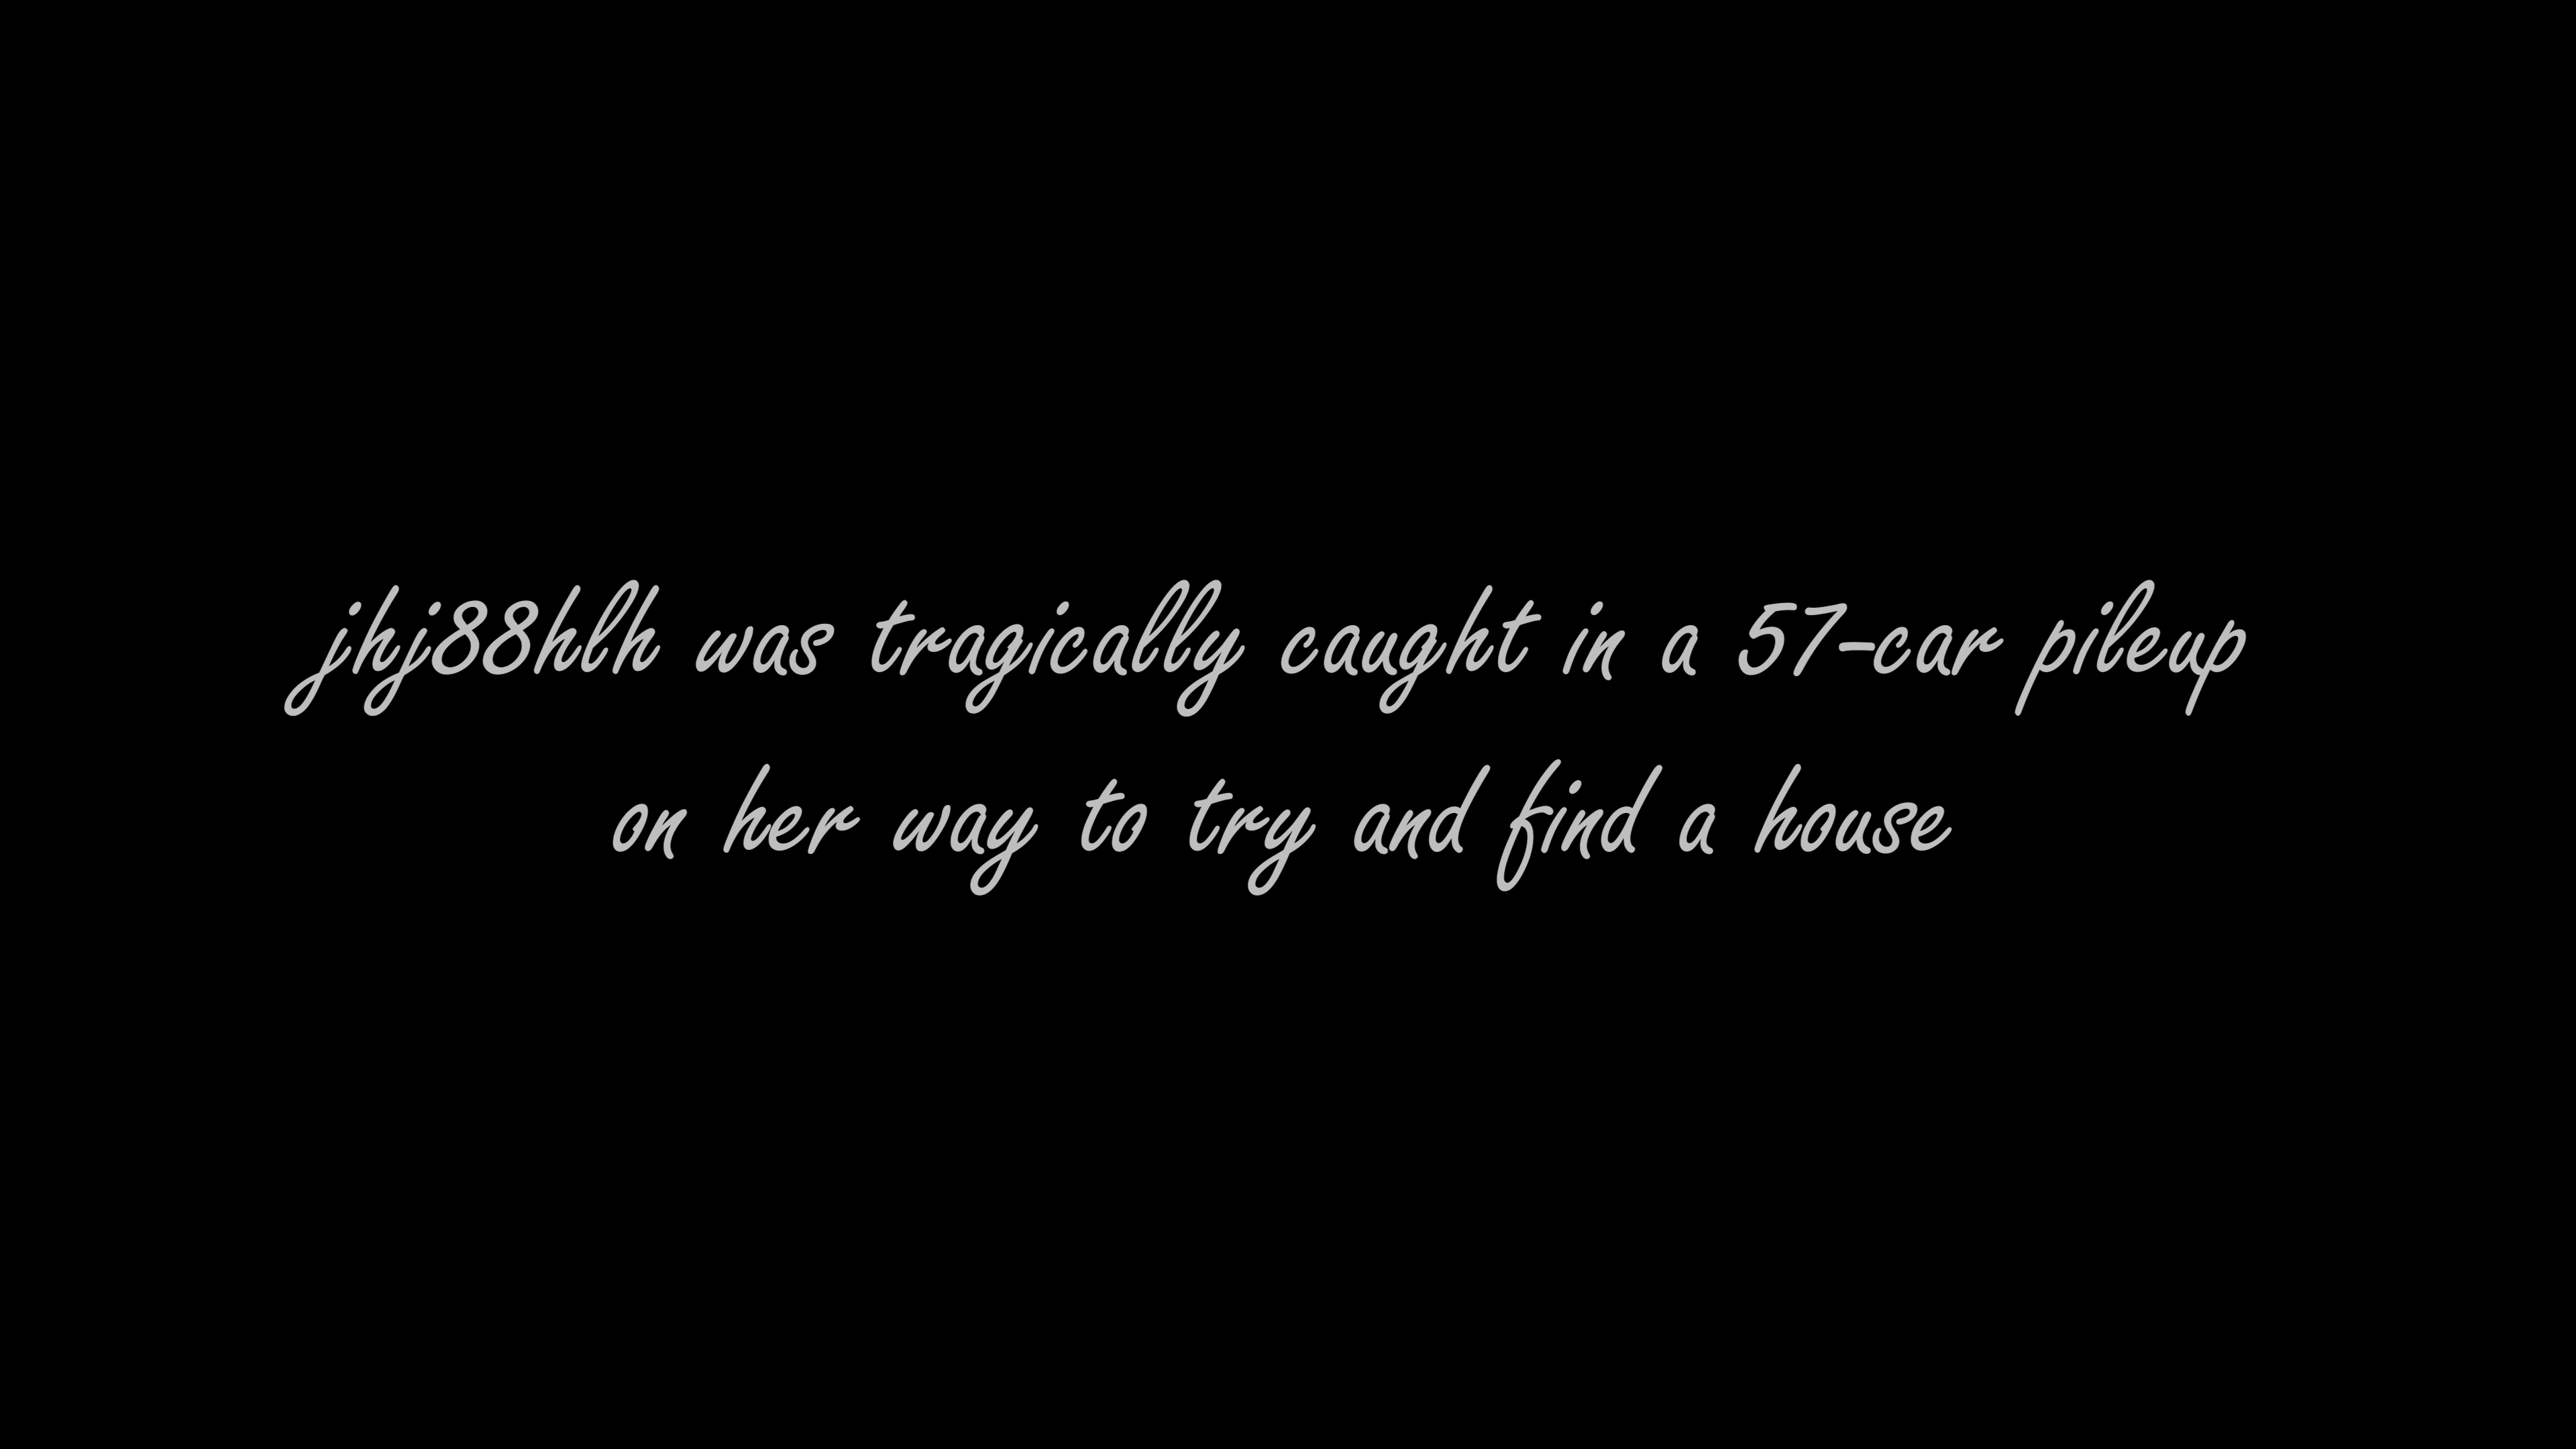 jhj88hlh was tragically caught in a 57-car pileup
on her way to try and find a house